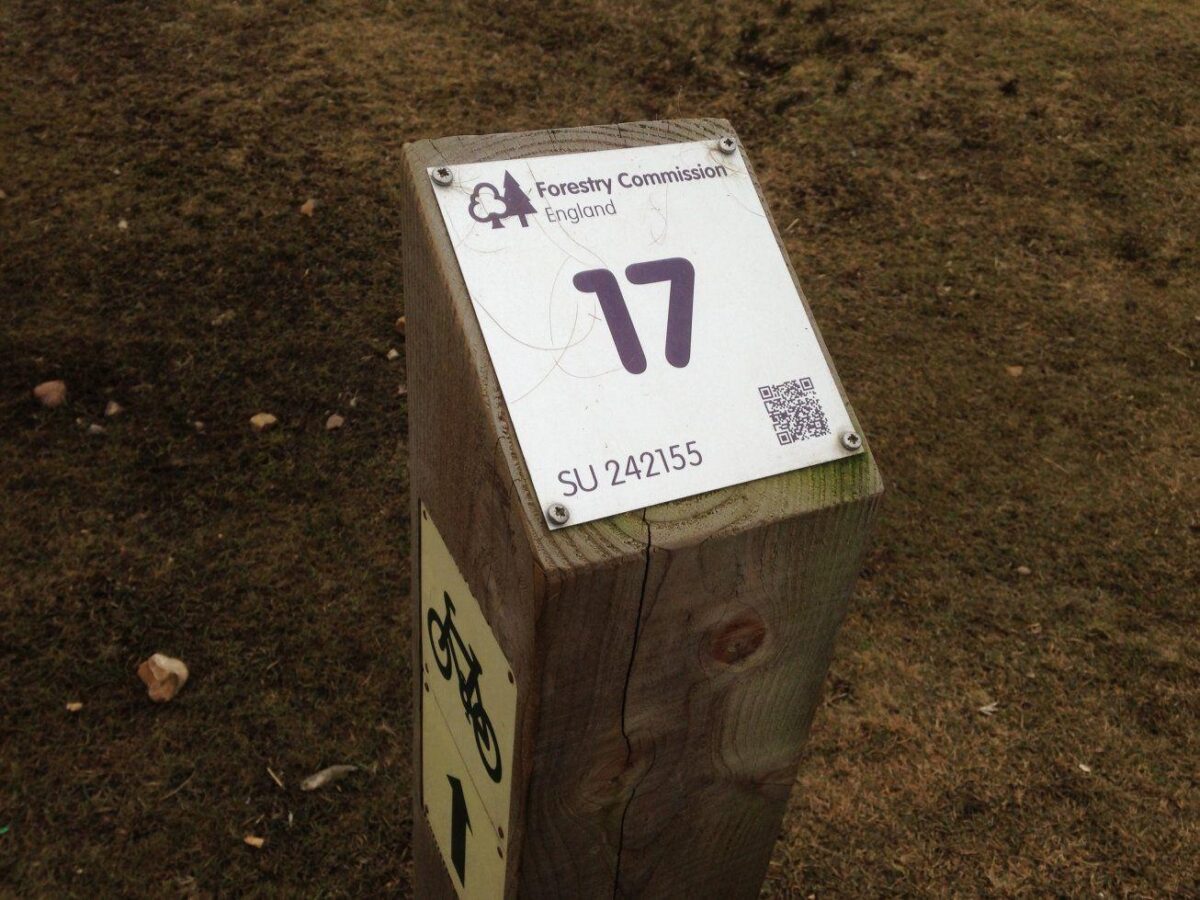 Forestry Commission
England
17
SU 242155